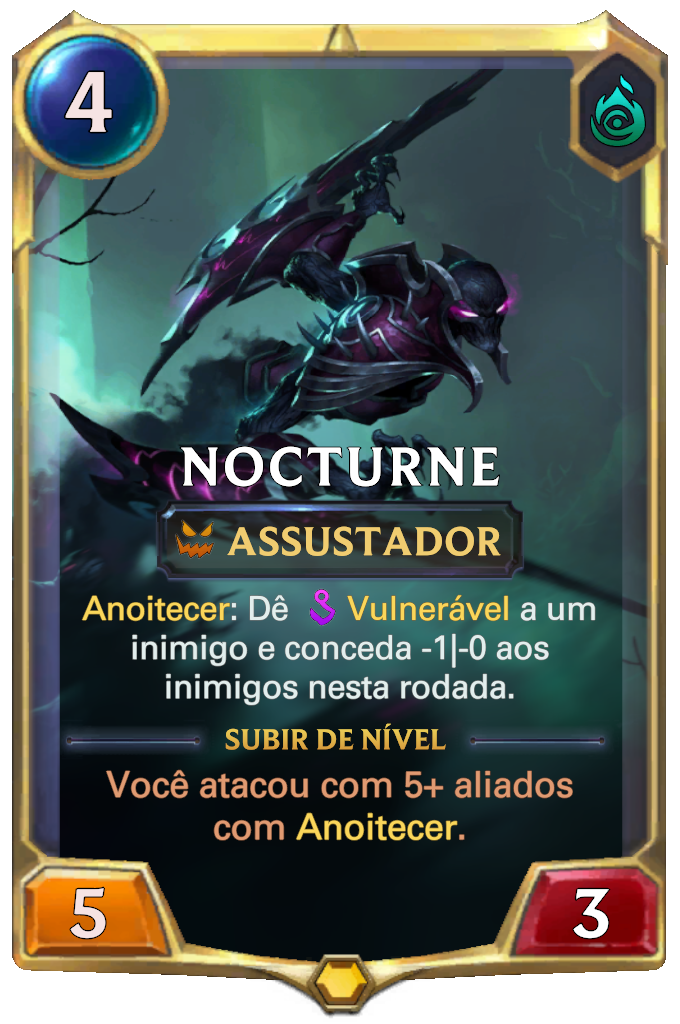 4
NOCTURNE
ASSUSTADOR
Anoitecer: Dê Vulnerável a um
inimigo e conceda -1|-0 aos
inimigos nesta rodada.
SUBIR DE NÍVEL
Você atacou com 5+ aliados
com Anoitecer.
5
3